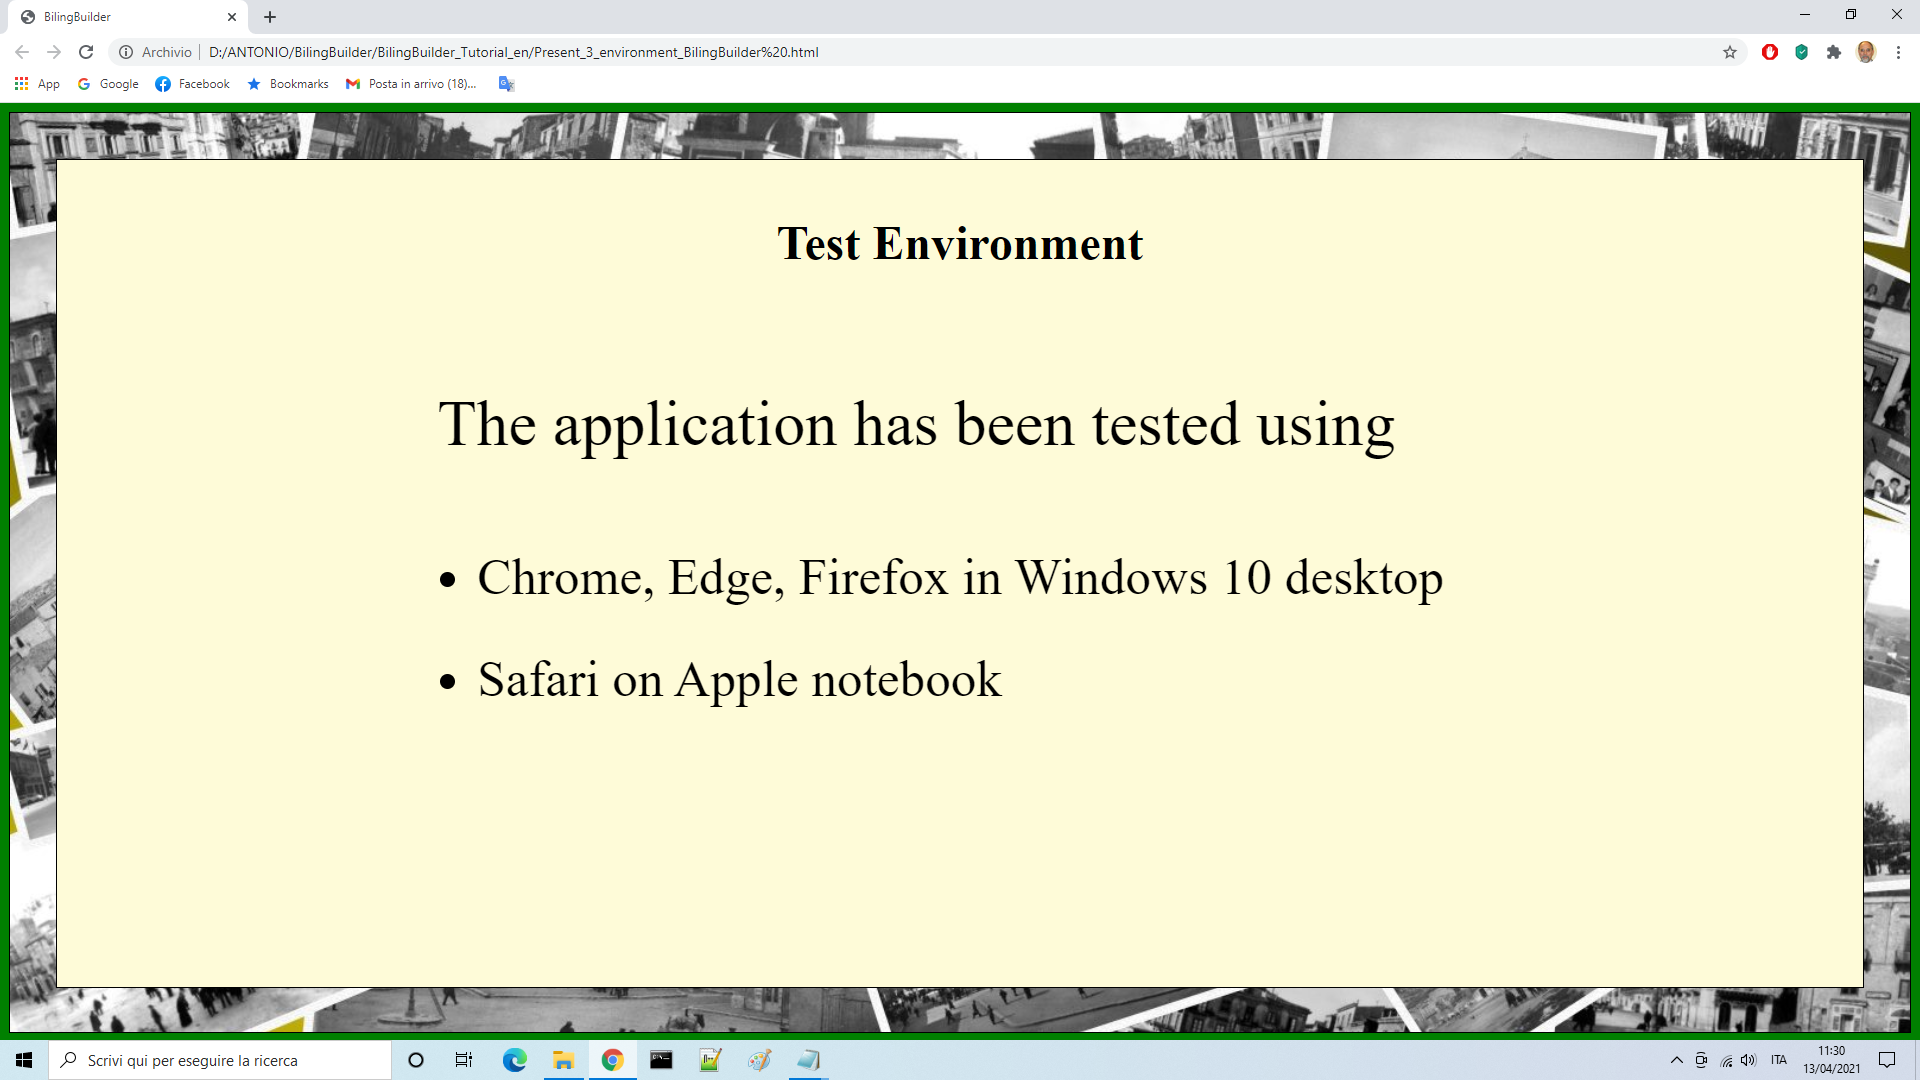 BilingBuilder
Archivio
D:/ANTONIO/BilingBuilder/BilingBuilder_Tutorial_en/Present_3_environment_BilingBuilder%20.html
App Google Facebook Bookmarks Posta in arrivo (18)...
Test Environment
The application has been tested using
• Chrome, Edge, Firefox in Windows 10 desktop
• Safari on Apple notebook
Scrivi qui per eseguire la ricerca
ITA
11:30
13/04/2021